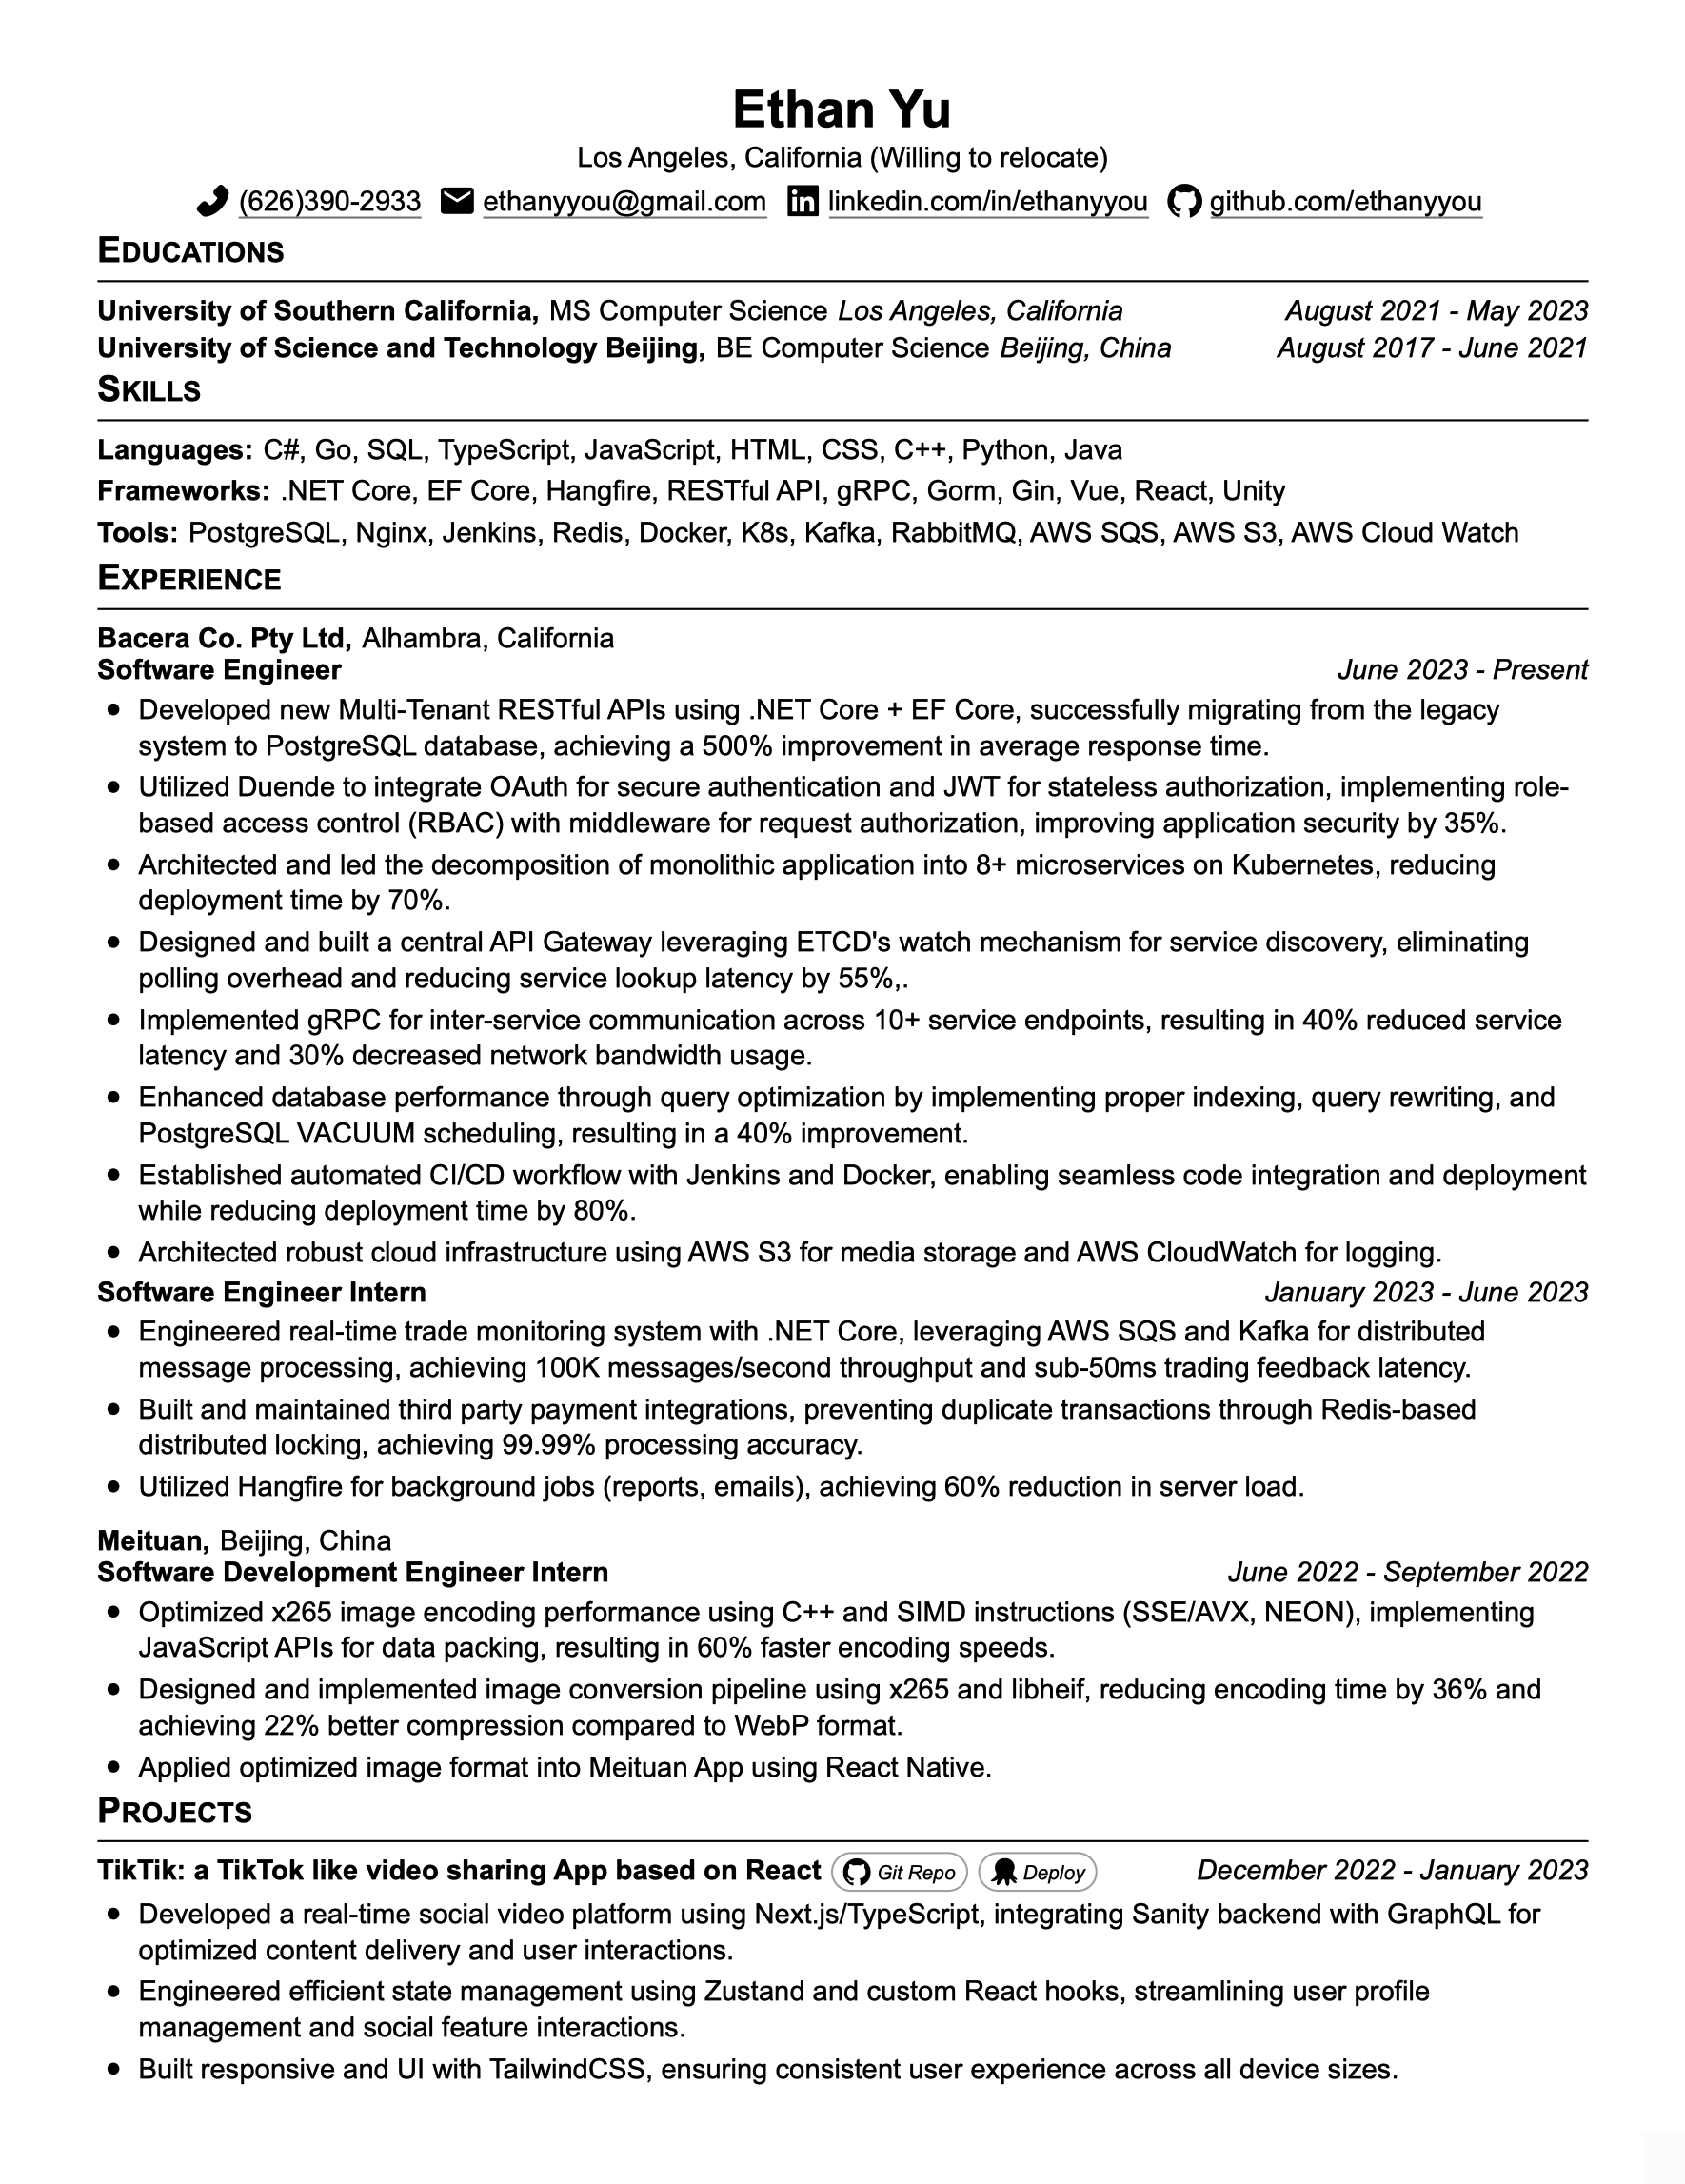 Ethan Yu
Los Angeles, California (Willing to relocate)
(626)390-2933 ethanyyou@gmail.com linkedin.com/in/ethanyyou github.com/ethanyyou
EDUCATIONS
University of Southern California, MS Computer Science Los Angeles, California August 2021 - May 2023
University of Science and Technology Beijing, BE Computer Science Beijing, China August 2017 - June 2021
SKILLS
Languages: C#, Go, SQL, TypeScript, JavaScript, HTML, CSS, C++, Python, Java
Frameworks: .NET Core, EF Core, Hangfire, RESTful API, gRPC, Gorm, Gin, Vue, React, Unity
Tools: PostgreSQL, Nginx, Jenkins, Redis, Docker, K8s, Kafka, RabbitMQ, AWS SQS, AWS S3, AWS Cloud Watch
EXPERIENCE
Bacera Co. Pty Ltd, Alhambra, California
Software Engineer June 2023 - Present
• Developed new Multi-Tenant RESTful APIs using .NET Core + EF Core, successfully migrating from the legacy
system to PostgreSQL database, achieving a 500% improvement in average response time.
• Utilized Duende to integrate OAuth for secure authentication and JWT for stateless authorization, implementing role-
based access control (RBAC) with middleware for request authorization, improving application security by 35%.
• Architected and led the decomposition of monolithic application into 8+ microservices on Kubernetes, reducing
deployment time by 70%.
• Designed and built a central API Gateway leveraging ETCD's watch mechanism for service discovery, eliminating
polling overhead and reducing service lookup latency by 55%,.
• Implemented gRPC for inter-service communication across 10+ service endpoints, resulting in 40% reduced service
latency and 30% decreased network bandwidth usage.
• Enhanced database performance through query optimization by implementing proper indexing, query rewriting, and
PostgreSQL VACUUM scheduling, resulting in a 40% improvement.
• Established automated CI/CD workflow with Jenkins and Docker, enabling seamless code integration and deployment
while reducing deployment time by 80%.
• Architected robust cloud infrastructure using AWS S3 for media storage and AWS CloudWatch for logging.
Software Engineer Intern January 2023 - June 2023
• Engineered real-time trade monitoring system with .NET Core, leveraging AWS SQS and Kafka for distributed
message processing, achieving 100K messages/second throughput and sub-50ms trading feedback latency.
• Built and maintained third party payment integrations, preventing duplicate transactions through Redis-based
distributed locking, achieving 99.99% processing accuracy.
• Utilized Hangfire for background jobs (reports, emails), achieving 60% reduction in server load.
Meituan, Beijing, China
Software Development Engineer Intern June 2022 - September 2022
• Optimized x265 image encoding performance using C++ and SIMD instructions (SSE/AVX, NEON), implementing
JavaScript APIs for data packing, resulting in 60% faster encoding speeds.
• Designed and implemented image conversion pipeline using x265 and libheif, reducing encoding time by 36% and
achieving 22% better compression compared to WebP format.
• Applied optimized image format into Meituan App using React Native.
PROJECTS
TikTik: a TikTok like video sharing App based on React Git Repo Deploy December 2022 - January 2023
• Developed a real-time social video platform using Next.js/TypeScript, integrating Sanity backend with GraphQL for
optimized content delivery and user interactions.
• Engineered efficient state management using Zustand and custom React hooks, streamlining user profile
management and social feature interactions.
• Built responsive and UI with TailwindCSS, ensuring consistent user experience across all device sizes.